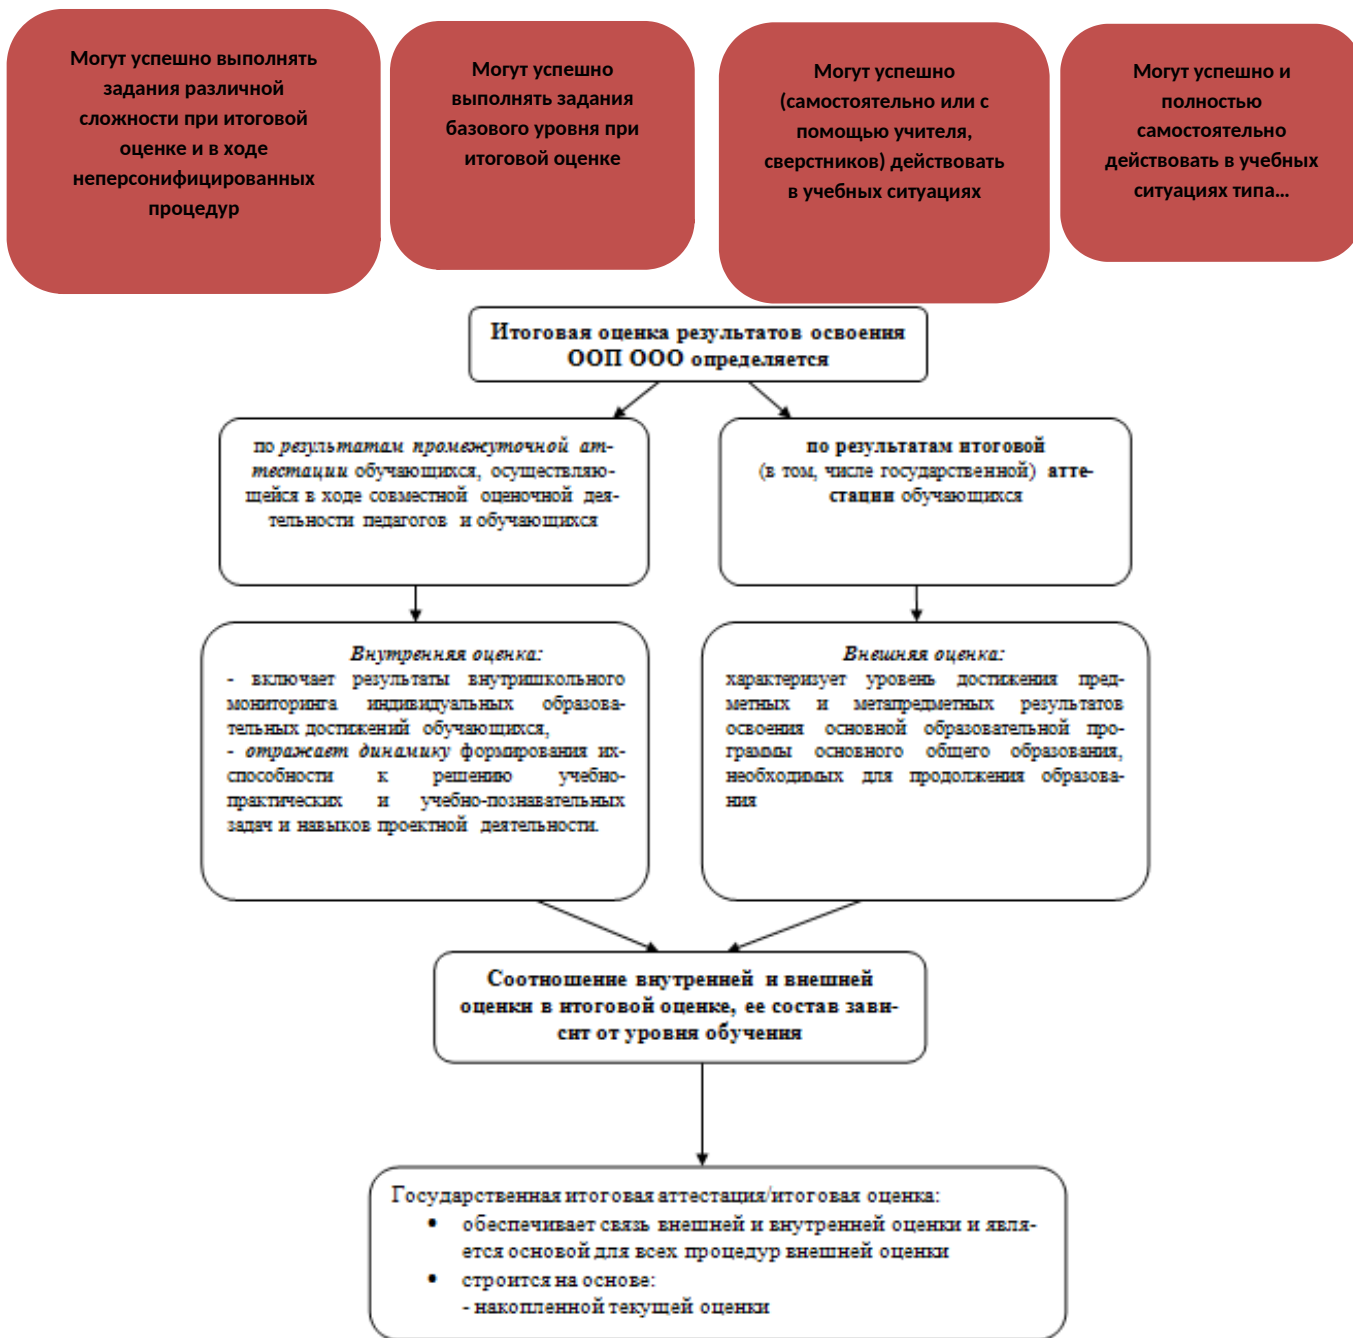 Могут успешно выполнять
задания различной
сложности при итоговой
оценке и в ходе
неперсонифицированных
процедур
Могут успешно
выполнять задания
базового уровня при
итоговой оценке
Могут успешно
(самостоятельно или с
помощью учителя,
сверстников) действовать
в учебных ситуациях
Могут успешно и
полностью
самостоятельно
действовать в учебных
ситуациях типа…
Итоговая оценка результатов освоения
ООП ООО определяется
по результатам промежуточной ат-
тестации обучающихся, осуществляю-
щейся в ходе совместной оценочной дея-
тельности педагогов и обучающихся
по результатам итоговой
(в том, числе государственной) атте-
стации обучающихся
Внутренняя оценка:
- включает результаты внутришкольного
мониторинга индивидуальных образова-
тельных достижений обучающихся,
- отражает динамику формирования их-
способности к решению учебно-
практических и учебно-познавательных
задач и навыков проектной деятельности.
Внешняя оценка:
характеризует уровень достижения пред-
метных и метапредметных результатов
освоения основной образовательной про-
граммы основного общего образования,
необходимых для продолжения образова-
ния
Соотношение внутренней и внешней
оценки в итоговой оценке, ее состав зави-
сит от уровня обучения
Государственная итоговая аттестация/итоговая оценка:
• обеспечивает связь внешней и внутренней оценки и явля-
ется основой для всех процедур внешней оценки
• строится на основе:
- накопленной текущей оценки